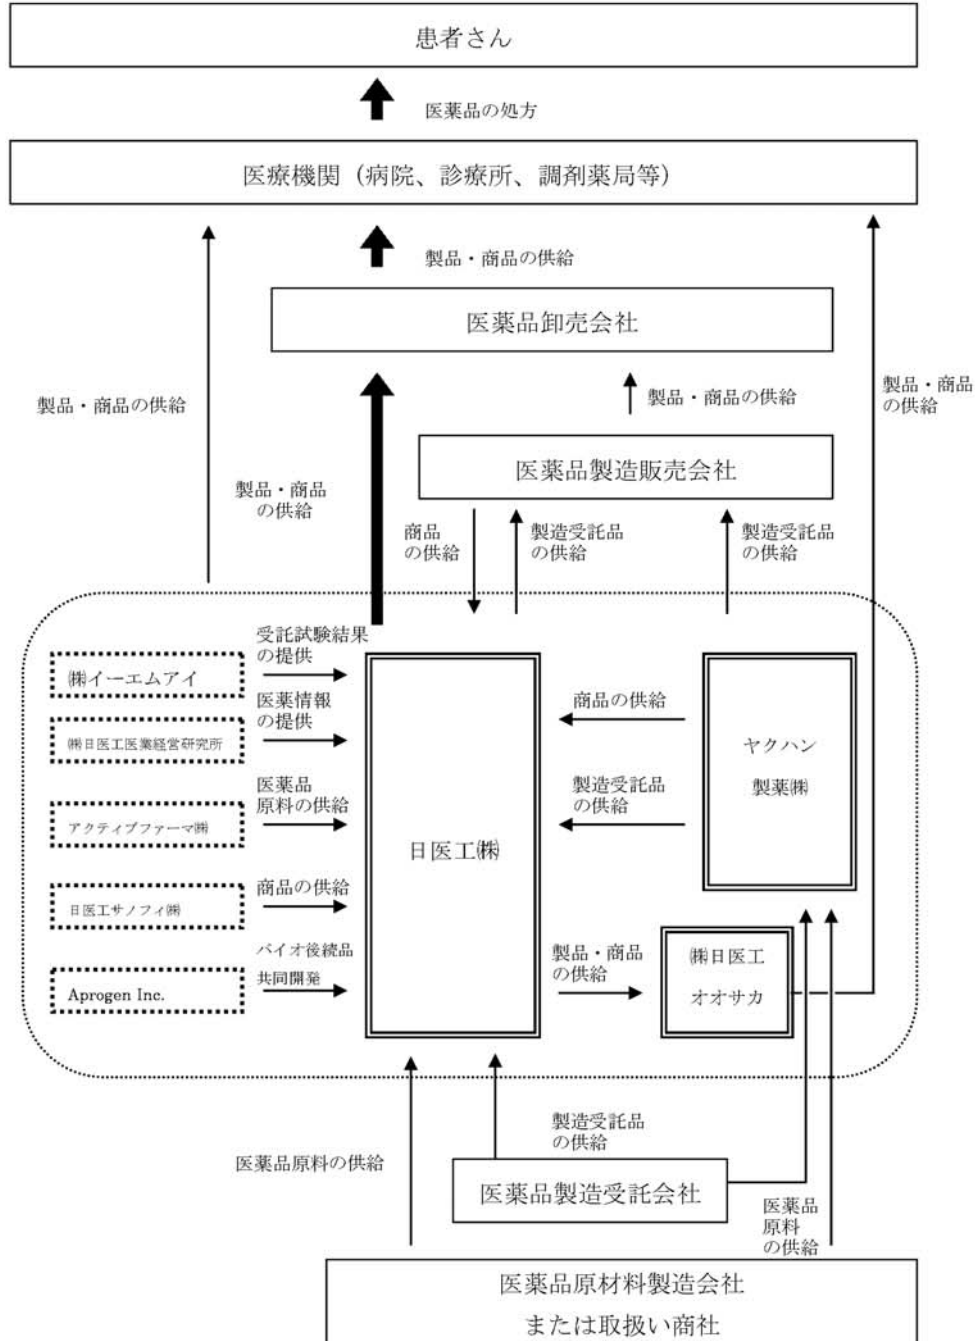 患者さん
医薬品の処方
医療機関（病院、診療所、調剤薬局等）
製品・商品の供給
医薬品卸売会社
製品・商品の供給
製品・商品
の供給
製品・商品の供給
医薬品製造販売会社
製品・商品
の供給
商品
の供給
製造受託品
の供給
製造受託品
の供給
受託試験結果
の提供
㈱イーエムアイ
医薬情報
の提供
㈱日医工医業経営研究所
医薬品
原料の供給
アクティブファーマ㈱
商品の供給
日医工サノフィ㈱
バイオ後続品
共同開発
Aprogen Inc.
日医工㈱
商品の供給
製造受託品
の供給
ヤクハン
製薬㈱
製品・商品
の供給
㈱日医工
オオサカ
製造受託品
の供給
医薬品原料の供給
医薬品製造受託会社
医薬品
原料
の供給
医薬品原材料製造会社
または取扱い商社